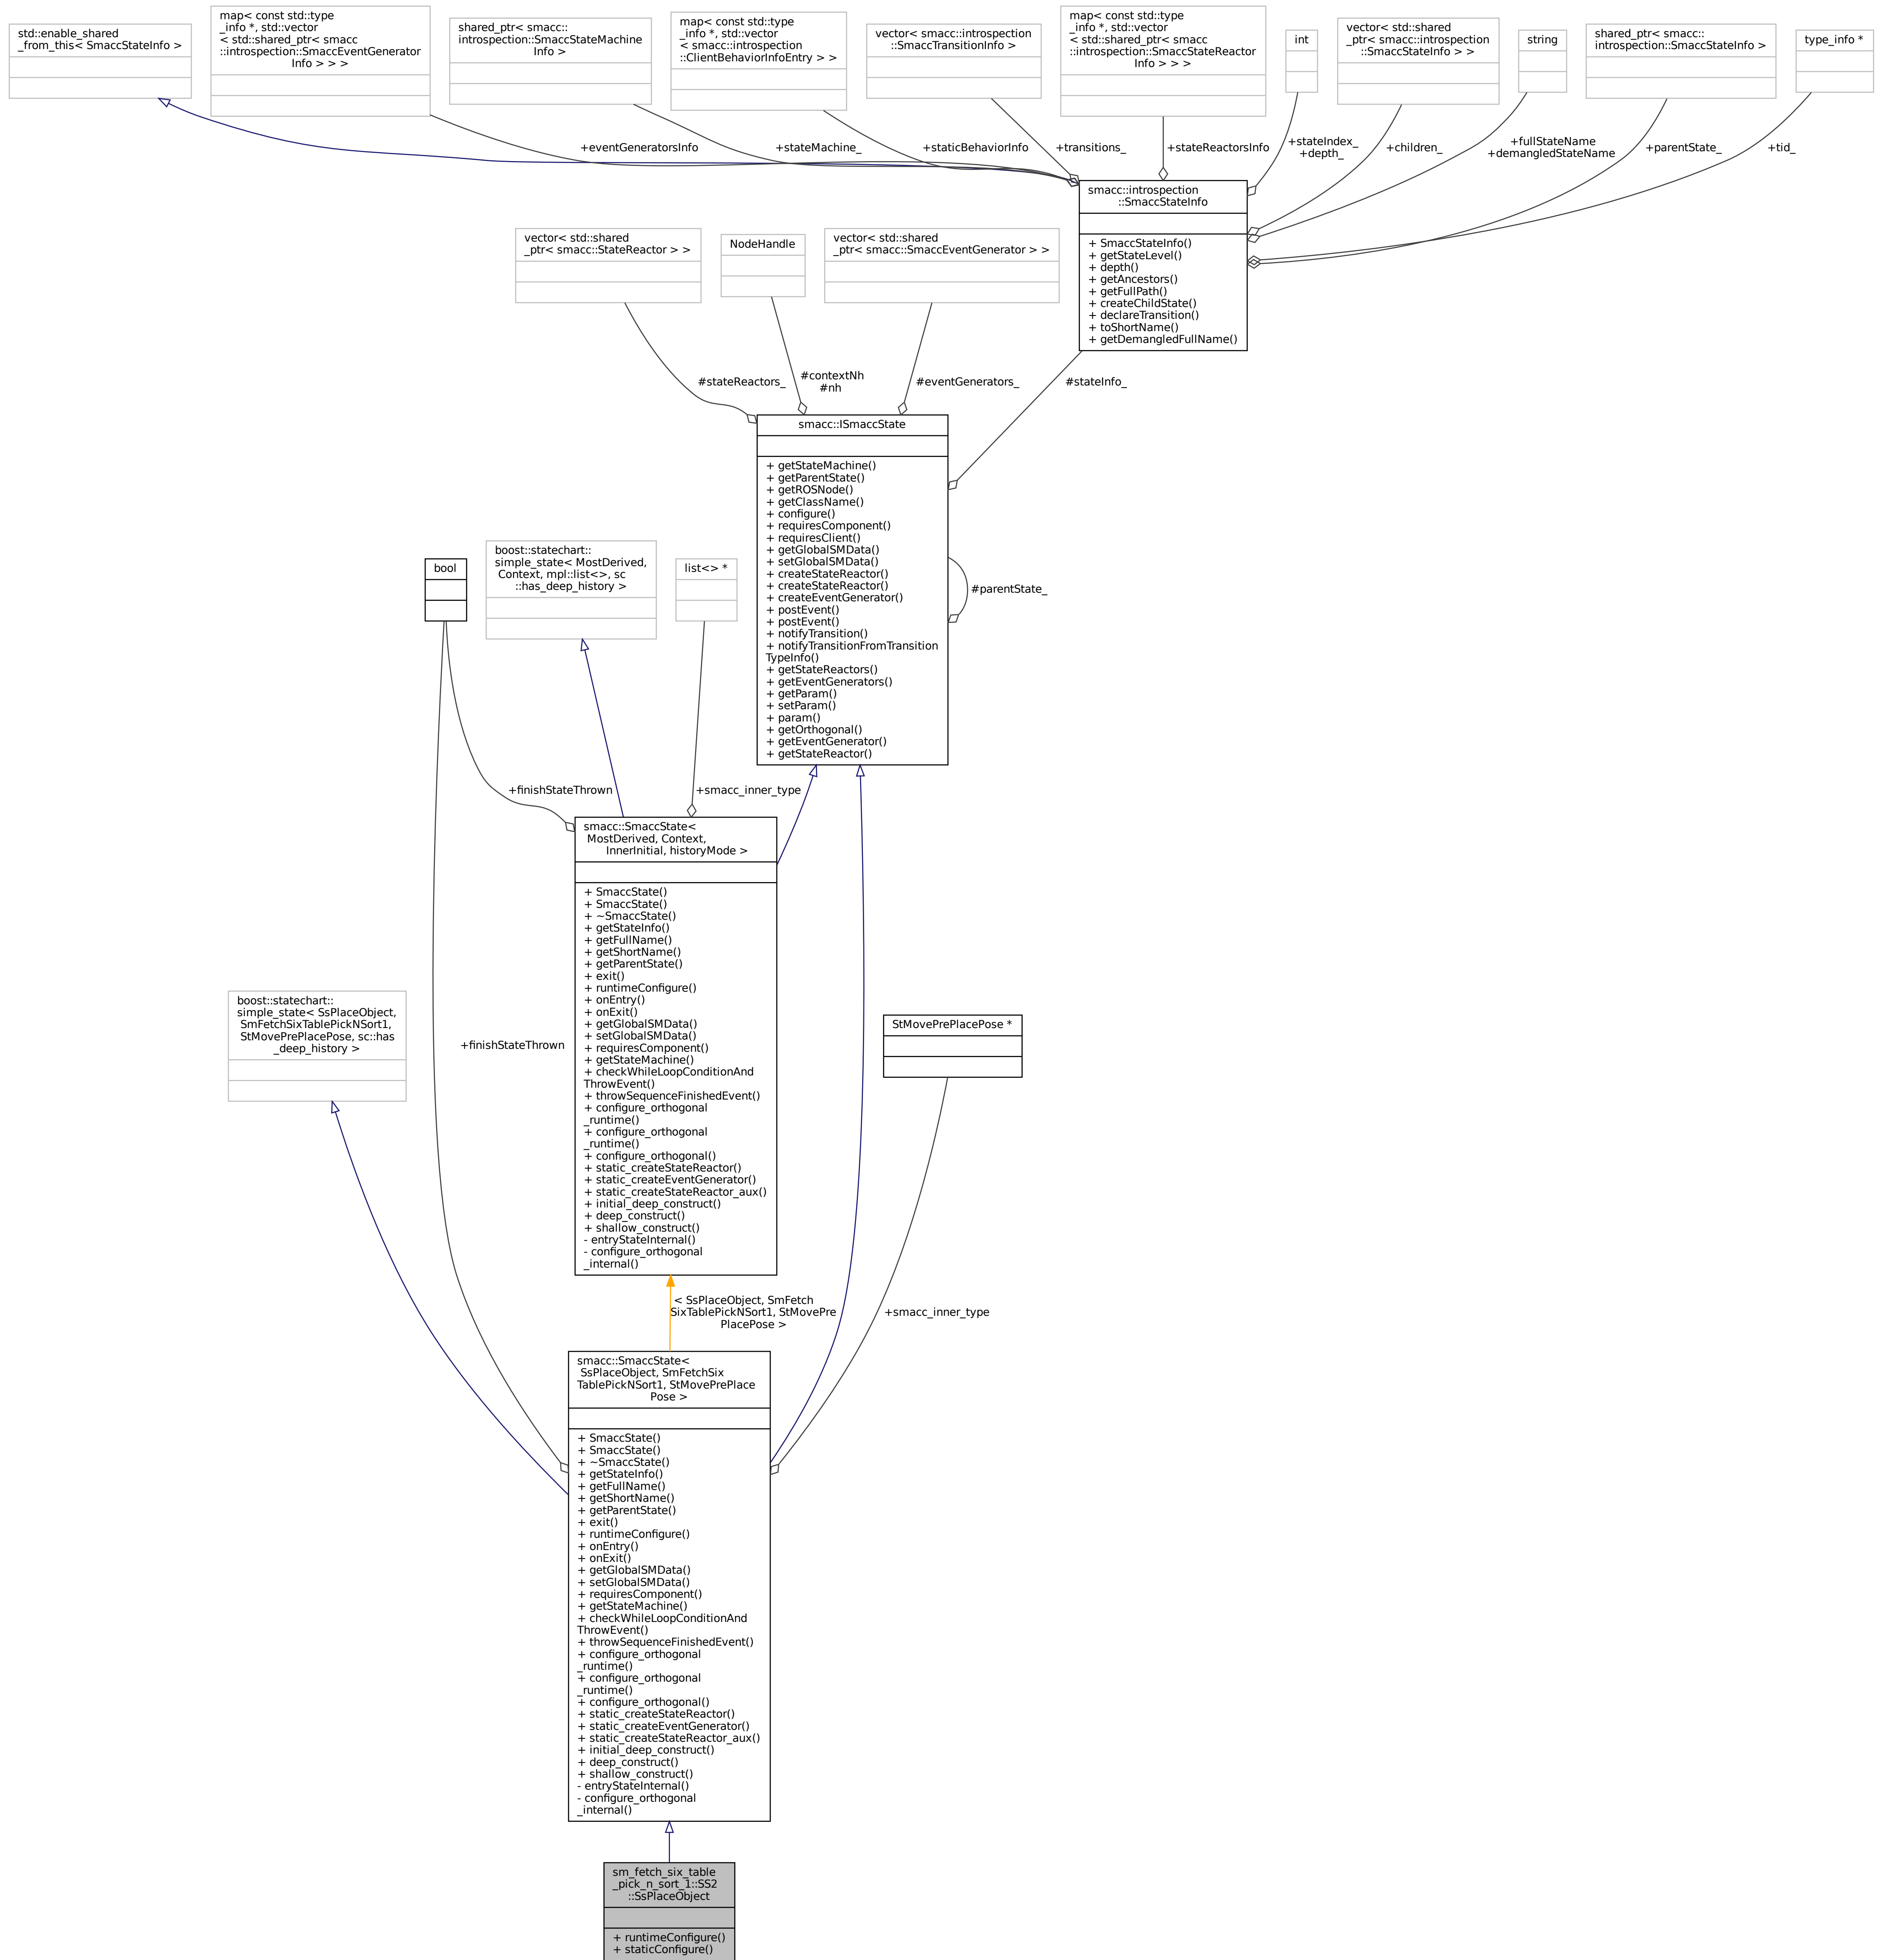 std::enable_shared
_from_this< SmaccStateInfo >
map< const std::type
_info *, std::vector
< std::shared_ptr< smacc
::introspection::SmaccEventGenerator
Info > > >
shared_ptr< smacc::
introspection::SmaccStateMachine
Info >
map< const std::type
_info *, std::vector
< smacc::introspection
::ClientBehaviorInfoEntry > >
vector< smacc::introspection
::SmaccTransitionInfo >
map< const std::type
_info *, std::vector
< std::shared_ptr< smacc
::introspection::SmaccStateReactor
Info > > >
int
vector< std::shared
_ptr< smacc::introspection
::SmaccStateInfo > >
string
shared_ptr< smacc::
introspection::SmaccStateInfo >
type_info *
+eventGeneratorsInfo
+stateMachine_
+staticBehaviorInfo
+transitions_
+stateReactorsInfo
+stateIndex_
+depth_
+children_
+fullStateName
+demangledStateName
+parentState_
+tid_
smacc::introspection
::SmaccStateInfo
+ SmaccStateInfo()
+ getStateLevel()
+ depth()
+ getAncestors()
+ getFullPath()
+ createChildState()
+ declareTransition()
+ toShortName()
+ getDemangledFullName()
vector< std::shared
_ptr< smacc::StateReactor > >
NodeHandle
vector< std::shared
_ptr< smacc::SmaccEventGenerator > >
#stateReactors_
#contextNh
#nh
#eventGenerators_
#stateInfo_
smacc::ISmaccState
+ getStateMachine()
+ getParentState()
+ getROSNode()
+ getClassName()
+ configure()
+ requiresComponent()
+ requiresClient()
+ getGlobalSMData()
+ setGlobalSMData()
+ createStateReactor()
+ createStateReactor()
+ createEventGenerator()
+ postEvent()
+ postEvent()
+ notifyTransition()
+ notifyTransitionFromTransition
TypeInfo()
+ getStateReactors()
+ getEventGenerators()
+ getParam()
+ setParam()
+ param()
+ getOrthogonal()
+ getEventGenerator()
+ getStateReactor()
#parentState_
bool
boost::statechart::
simple_state< MostDerived,
Context, mpl::list<>, sc
::has_deep_history >
list<> *
+finishStateThrown
+smacc_inner_type
smacc::SmaccState<
MostDerived, Context,
InnerInitial, historyMode >
+ SmaccState()
+ SmaccState()
+ ~SmaccState()
+ getStateInfo()
+ getFullName()
+ getShortName()
+ getParentState()
+ exit()
+ runtimeConfigure()
+ onEntry()
+ onExit()
+ getGlobalSMData()
+ setGlobalSMData()
+ requiresComponent()
+ getStateMachine()
+ checkWhileLoopConditionAnd
ThrowEvent()
+ throwSequenceFinishedEvent()
+ configure_orthogonal
_runtime()
+ configure_orthogonal
_runtime()
+ configure_orthogonal()
+ static_createStateReactor()
+ static_createEventGenerator()
+ static_createStateReactor_aux()
+ initial_deep_construct()
+ deep_construct()
+ shallow_construct()
- entryStateInternal()
- configure_orthogonal
_internal()
boost::statechart::
simple_state< SsPlaceObject,
SmFetchSixTablePickNSort1,
StMovePrePlacePose, sc::has
_deep_history >
+finishStateThrown
StMovePrePlacePose *
< SsPlaceObject, SmFetch
SixTablePickNSort1, StMovePre
PlacePose >
+smacc_inner_type
smacc::SmaccState<
SsPlaceObject, SmFetchSix
TablePickNSort1, StMovePrePlace
Pose >
+ SmaccState()
+ SmaccState()
+ ~SmaccState()
+ getStateInfo()
+ getFullName()
+ getShortName()
+ getParentState()
+ exit()
+ runtimeConfigure()
+ onEntry()
+ onExit()
+ getGlobalSMData()
+ setGlobalSMData()
+ requiresComponent()
+ getStateMachine()
+ checkWhileLoopConditionAnd
ThrowEvent()
+ throwSequenceFinishedEvent()
+ configure_orthogonal
_runtime()
+ configure_orthogonal
_runtime()
+ configure_orthogonal()
+ static_createStateReactor()
+ static_createEventGenerator()
+ static_createStateReactor_aux()
+ initial_deep_construct()
+ deep_construct()
+ shallow_construct()
- entryStateInternal()
- configure_orthogonal
_internal()
sm_fetch_six_table
_pick_n_sort_1::SS2
::SsPlaceObject
+ runtimeConfigure()
+ staticConfigure()